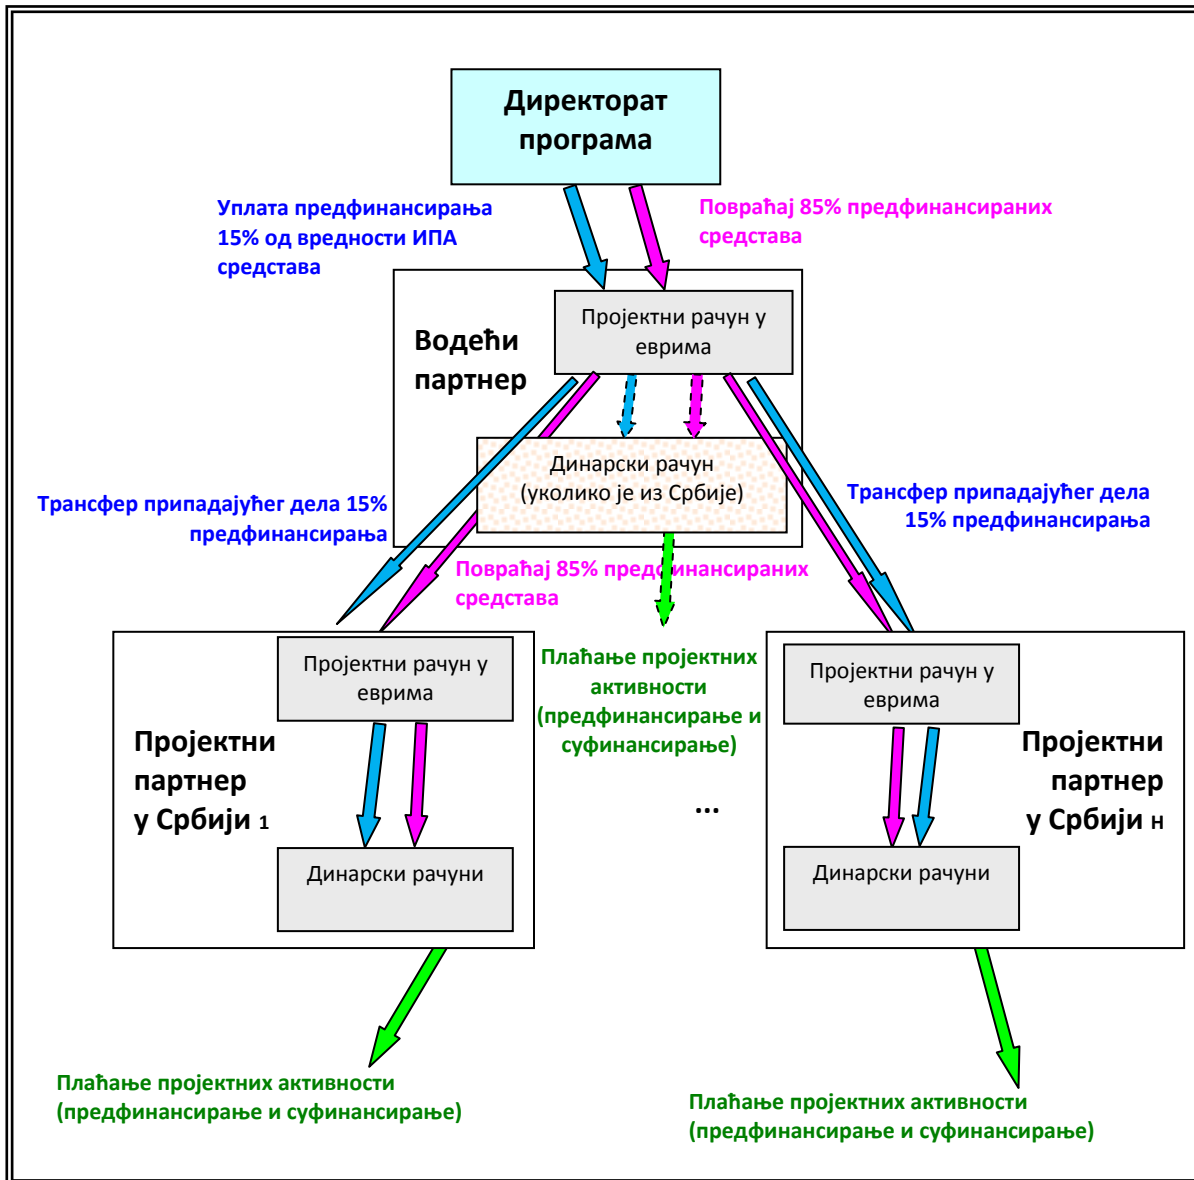 Директорат
програма
Уплата предфинансирања
15% од вредности ИПА
средстава
Повраћај 85% предфинансираних
средстава
Водећи
партнер
Пројектни рачун у
еврима
Динарски рачун
(уколико је из Србије)
Трансфер припадајућег дела 15%
предфинансирања
Трансфер припадајућег дела
15% предфинансирања
Повраћај 85% предфинансираних
средстава
Пројектни рачун у
еврима
Пројектни
партнер
у Србији 1
Динарски рачуни
Плаћање пројектних
активности
(предфинансирање и
суфинансирање)
...
Пројектни рачун у
еврима
Пројектни
партнер
у Србији Н
Динарски рачуни
Плаћање пројектних активности
(предфинансирање и суфинансирање)
Плаћање пројектних активности
(предфинансирање и суфинансирање)